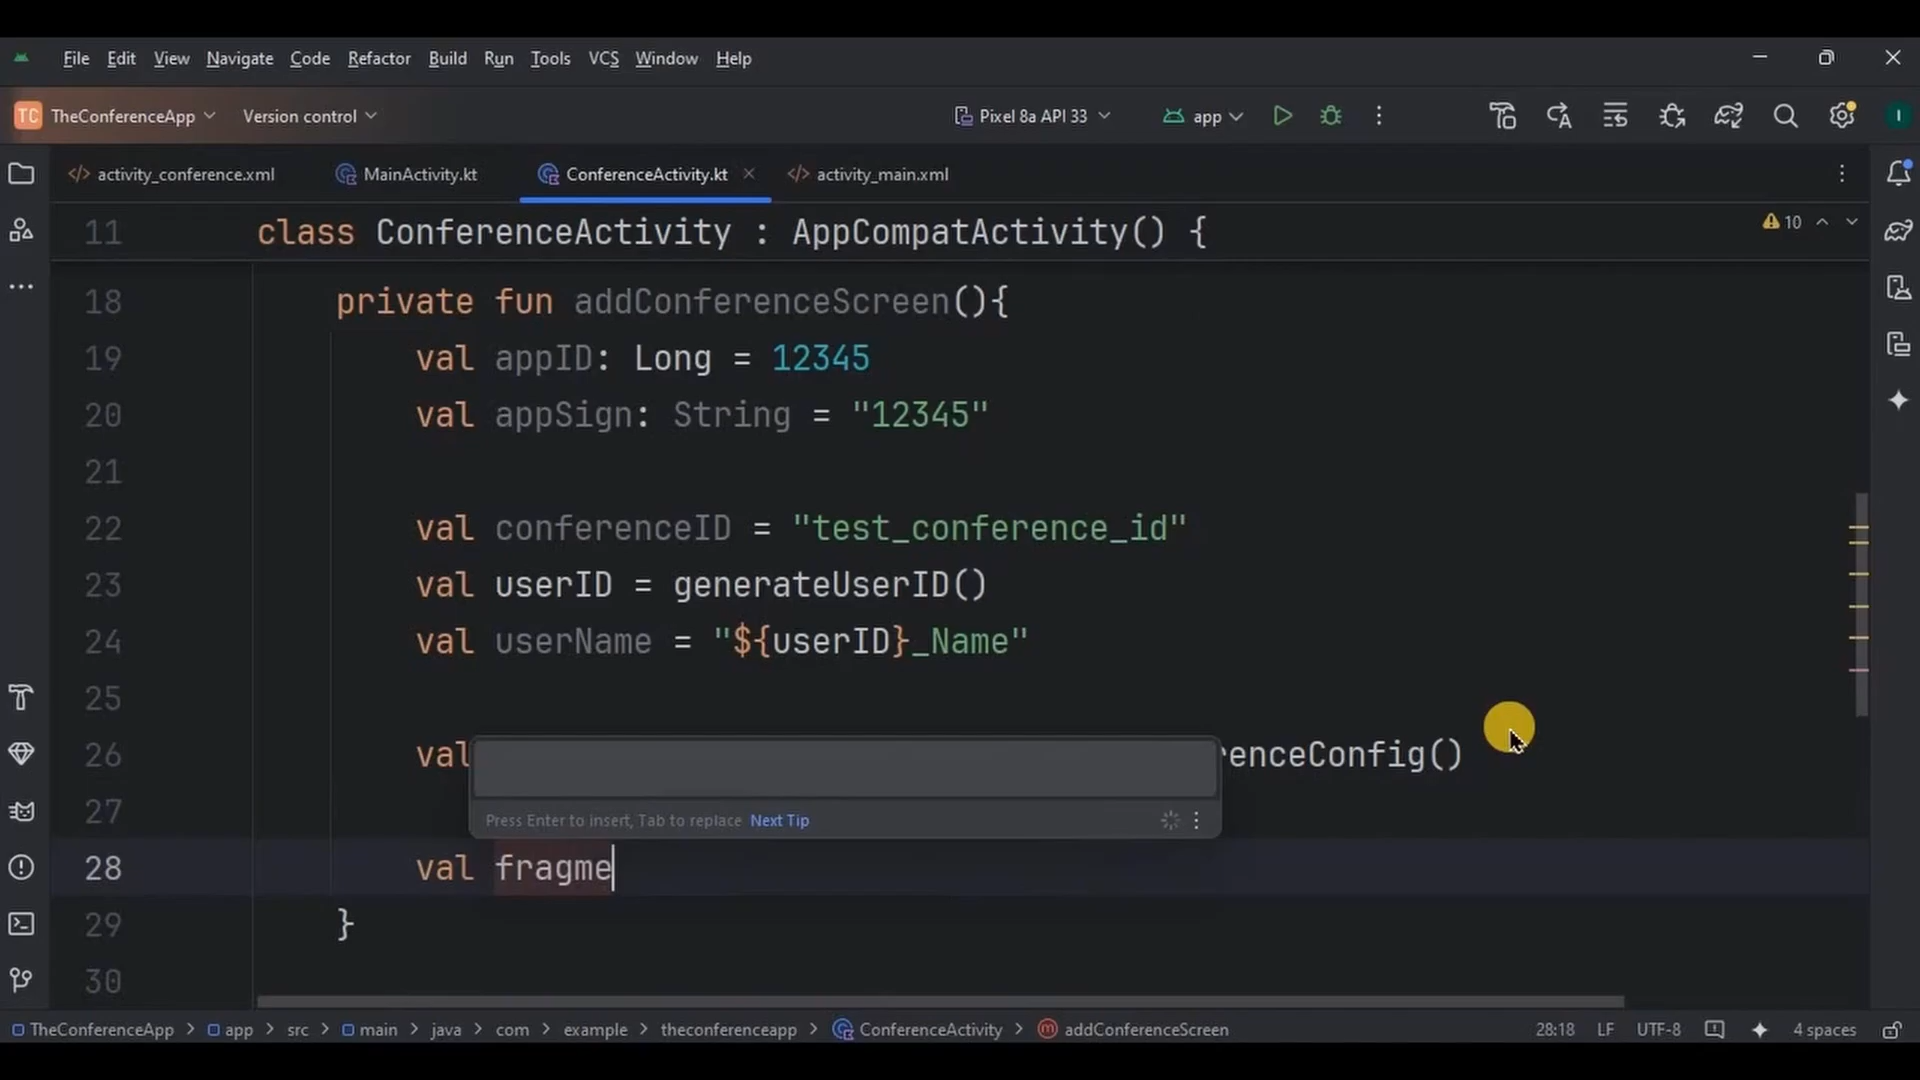 File Edit View Navigate Code Refactor Build Run Tools VCS Window Help
TC TheConferenceApp Version control Pixel 8a API 33 app I
activity_conference.xml MainActivity.kt ConferenceActivity.kt activity_main.xml
11 class ConferenceActivity : AppCompatActivity() { 10
18 private fun addConferenceScreen(){
19 val appID: Long = 12345
20 val appSign: String = "12345"
21
22 val conferenceID = "test_conference_id"
23 val userID = generateUserID()
24 val userName = "${userID}_Name"
25
26 val renceConfig()
27
Press Enter to insert, Tab to replace Next Tip
28 val fragme
29 }
30
TheConferenceApp > app > src > main > java > com > example > theconferenceapp > ConferenceActivity > m addConferenceScreen 28:18 LF UTF-8 4 spaces